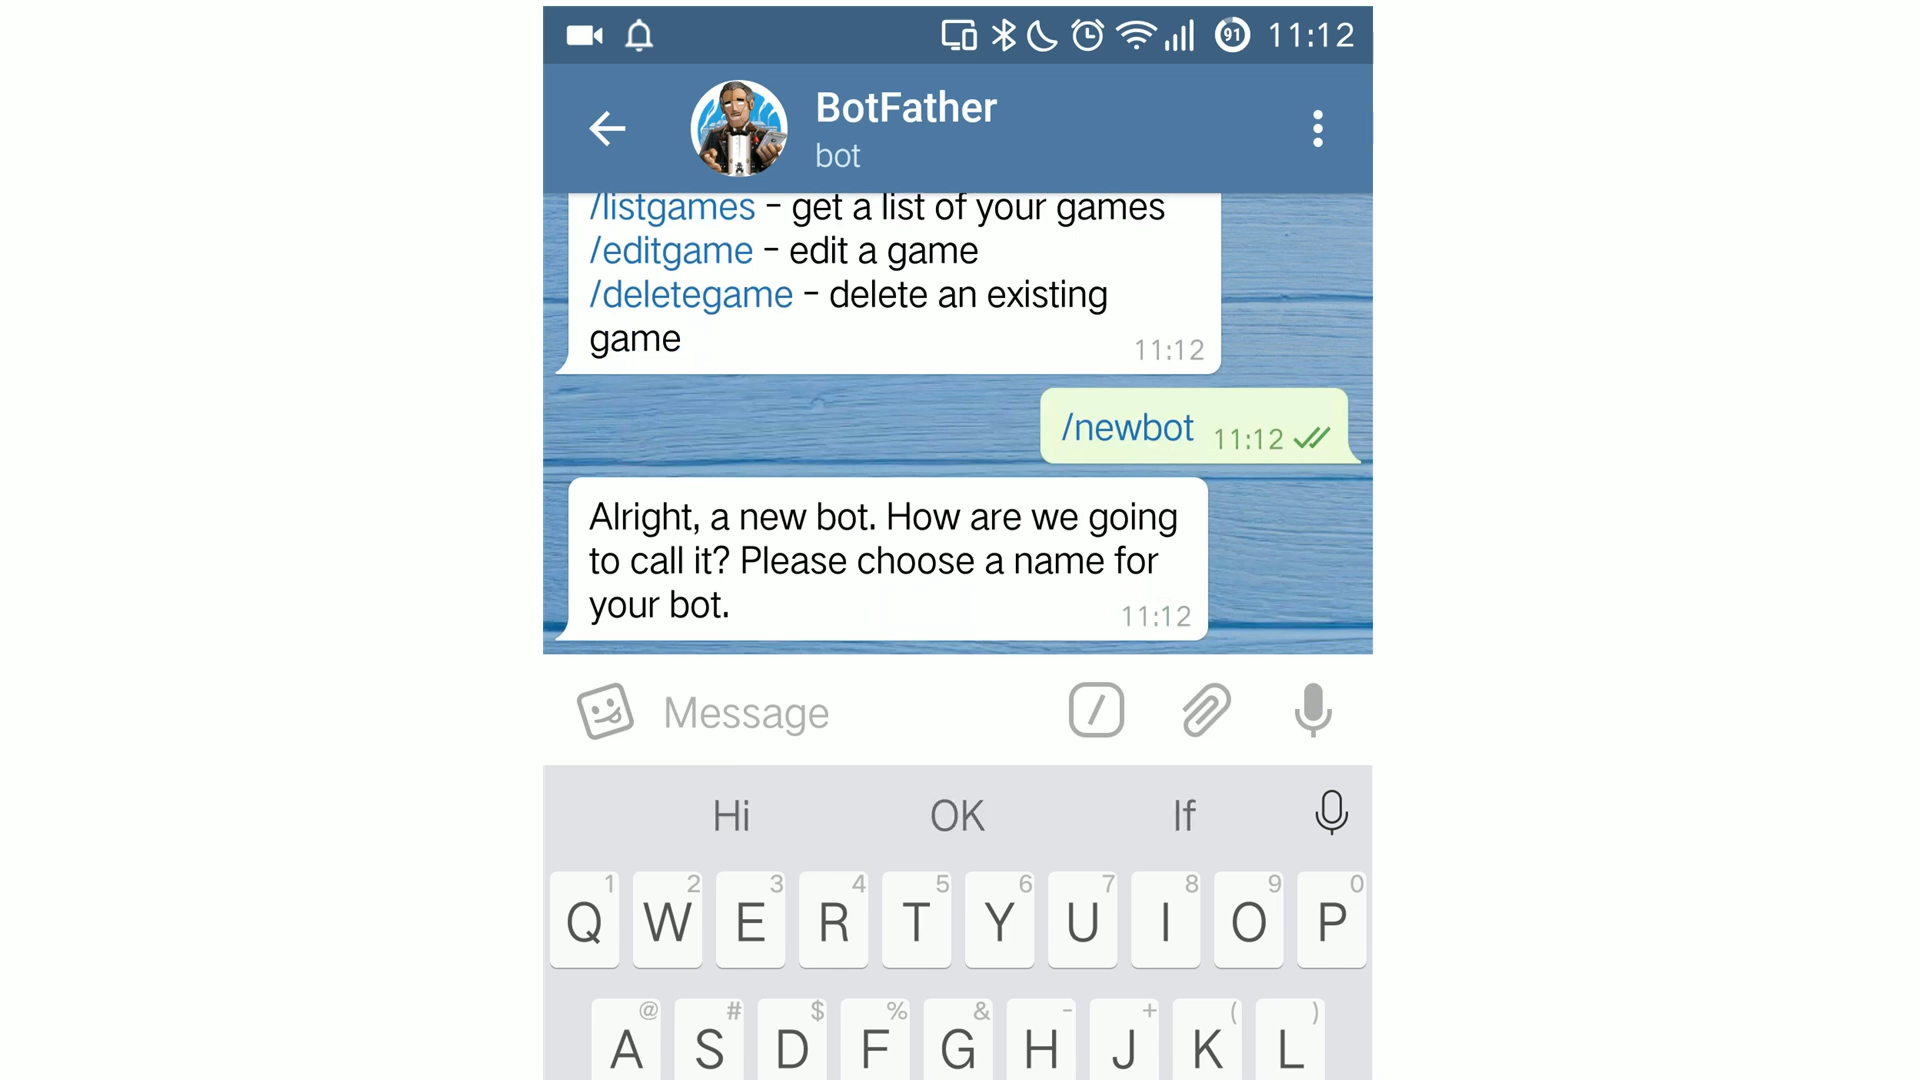 91 11:12
BotFather
bot
/listgames - get a list of your games
/editgame - edit a game
/deletegame - delete an existing
game 11:12
/newbot 11:12
Alright, a new bot. How are we going
to call it? Please choose a name for
your bot. 11:12
/
Message
Hi OK If
1 2 3 4 5 6 7 8 9 0
Q W E R T Y U I O P
@ # $ % & - + ( )
A S D F G H J K L